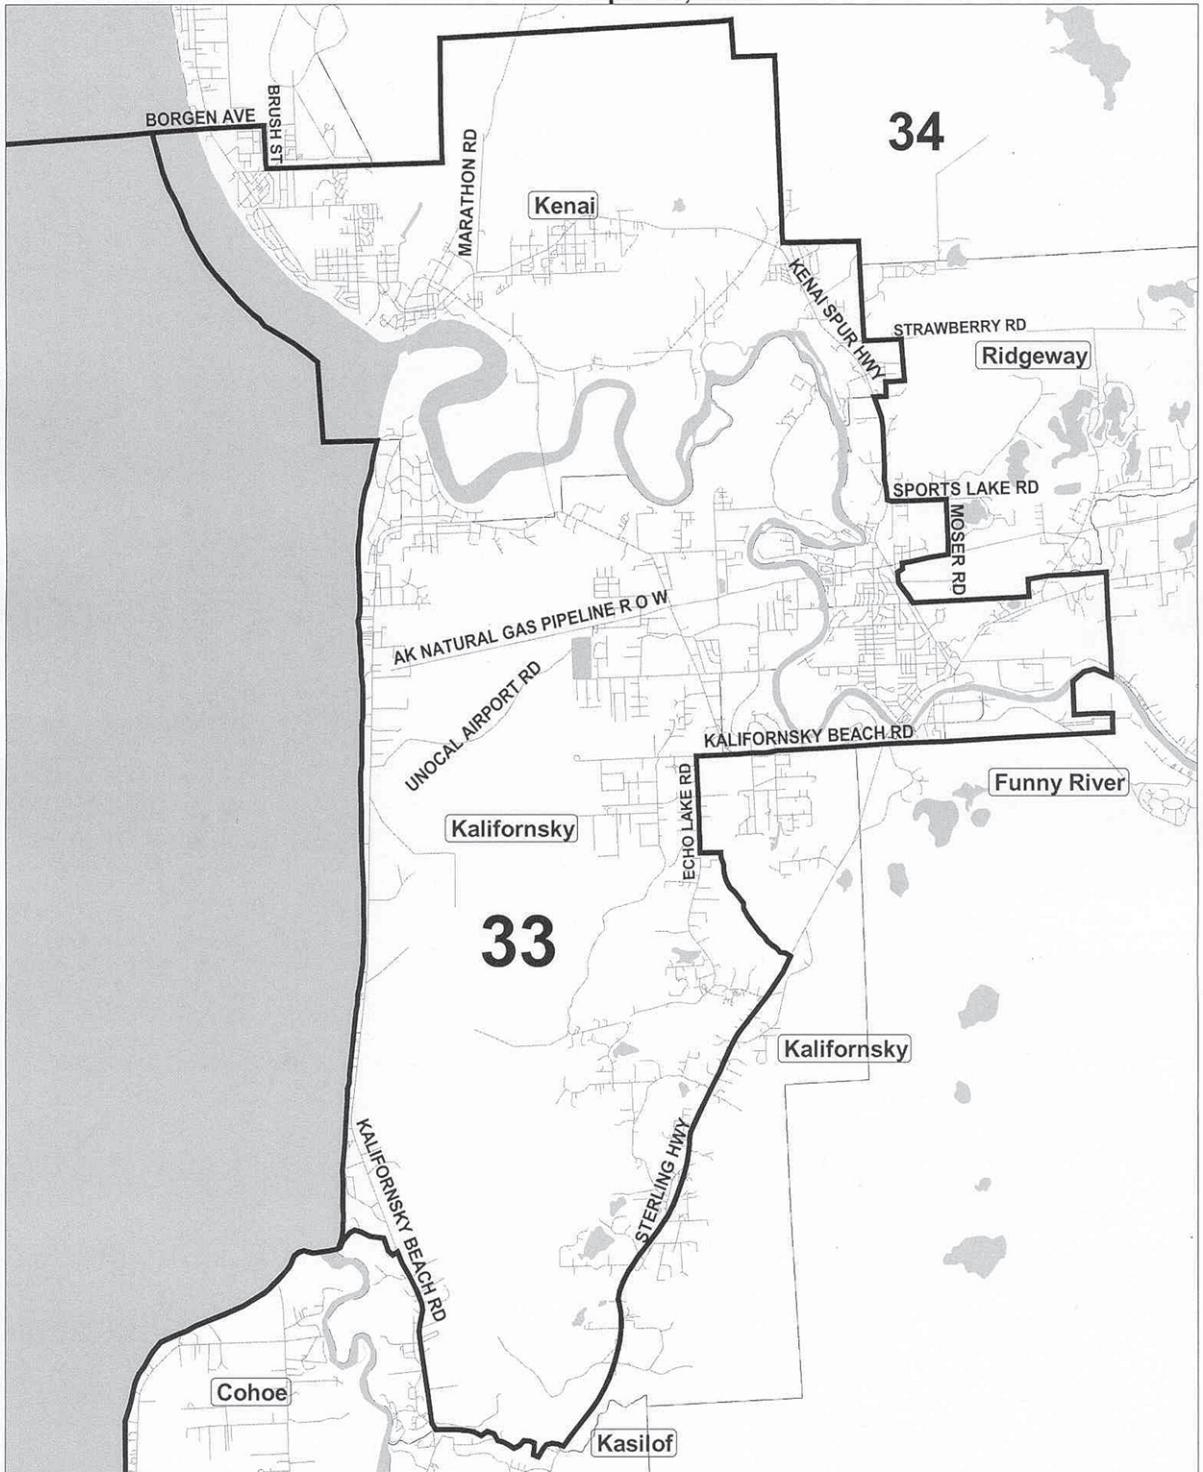 BORGEN AVE
BRUSH ST
34
MARATHON RD
Kenai
KENAI SPUR HWY
STRAWBERRY RD
Ridgeway
SPORTS LAKE RD
MOSER RD
AK NATURAL GAS PIPELINE R O W
UNOCAL AIRPORT RD
KALIFORNSKY BEACH RD
ECHO LAKE RD
Funny River
Kalifornsky
33
Kalifornsky
KALIFORNSKY BEACH RD
STERLING HWY
Cohoe
Kasilof